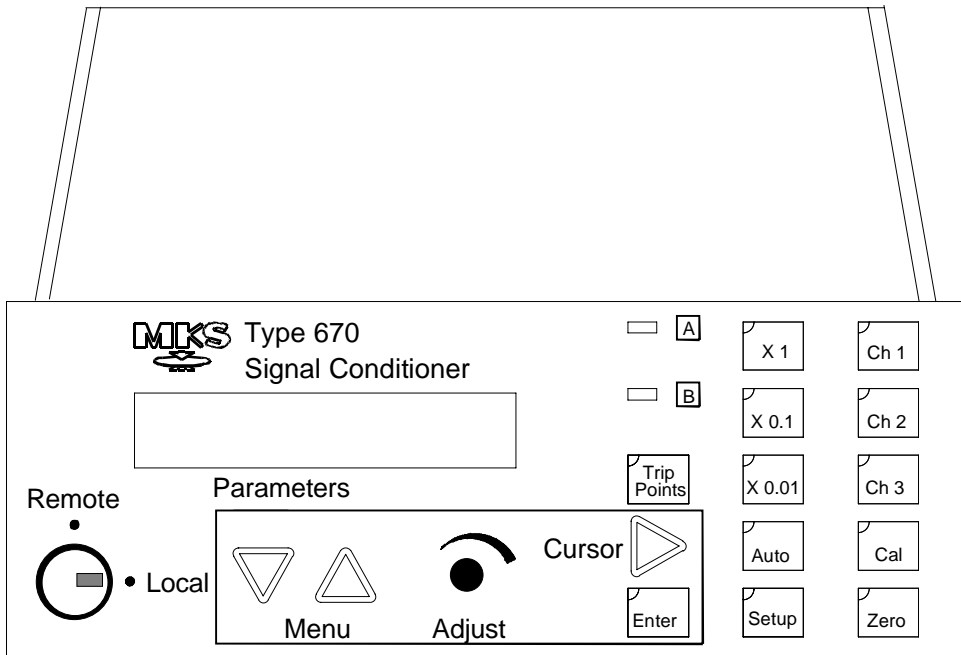 MKS Type 670
Signal Conditioner
A
B
Trip
Points
X 1
Ch 1
X 0.1
Ch 2
X 0.01
Ch 3
Auto
Cal
Setup
Zero
Remote
Local
Parameters
Menu
Adjust
Cursor
Enter